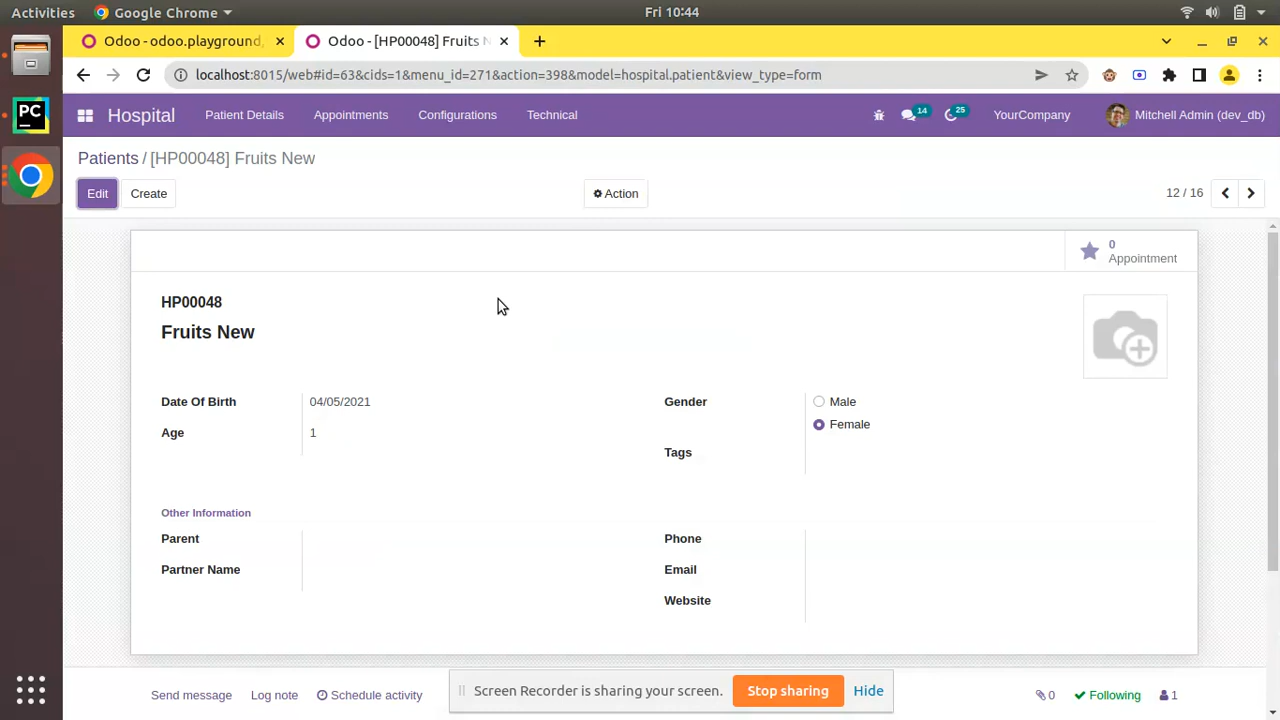 Activities Google Chrome Fri 10:44
Odoo - odoo.playground, Odoo - [HP00048] Fruits N
localhost:8015/web#id=63&cids=1&menu_id=271&action=398&model=hospital.patient&view_type=form
Hospital Patient Details Appointments Configurations Technical 14 25 YourCompany Mitchell Admin (dev_db)
Patients / [HP00048] Fruits New
Edit Create Action 12 / 16
0
Appointment
HP00048
Fruits New
Date Of Birth 04/05/2021 Gender Male
Age 1 Female
Tags
Other Information
Parent Phone
Partner Name Email
Website
Send message Log note Schedule activity 0 Following 1
Screen Recorder is sharing your screen. Stop sharing Hide
PC